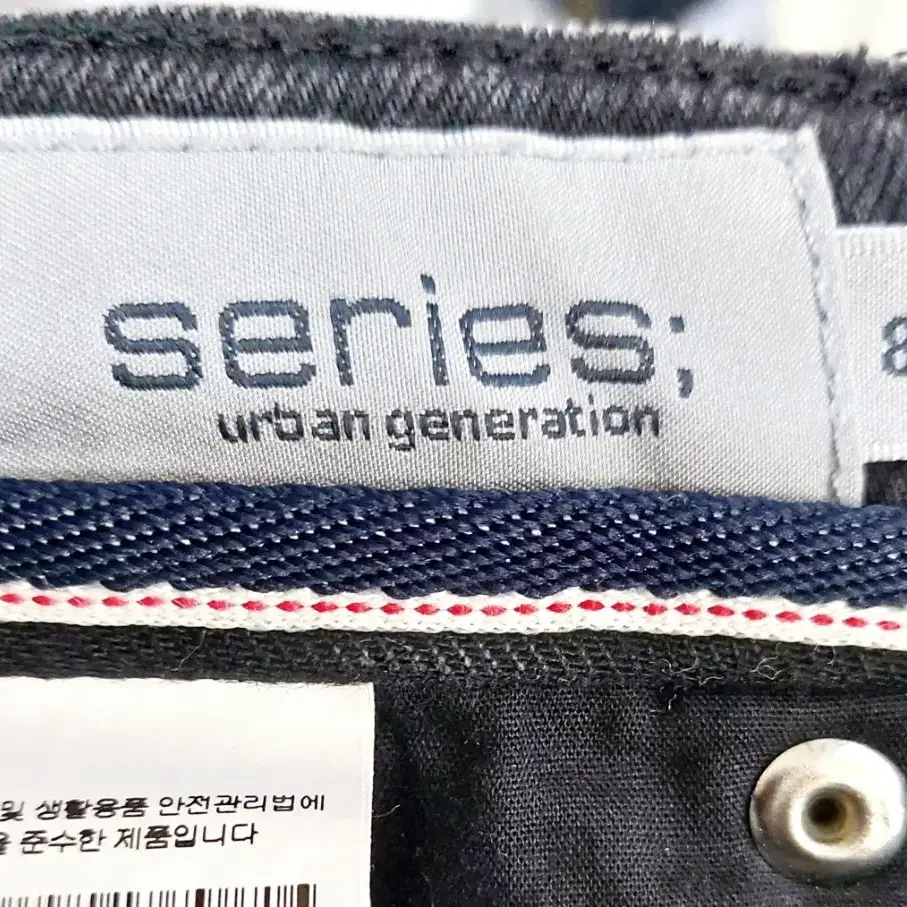 series;
urban generation
8
및 생활용품 안전관리법에
을 준수한 제품입니다